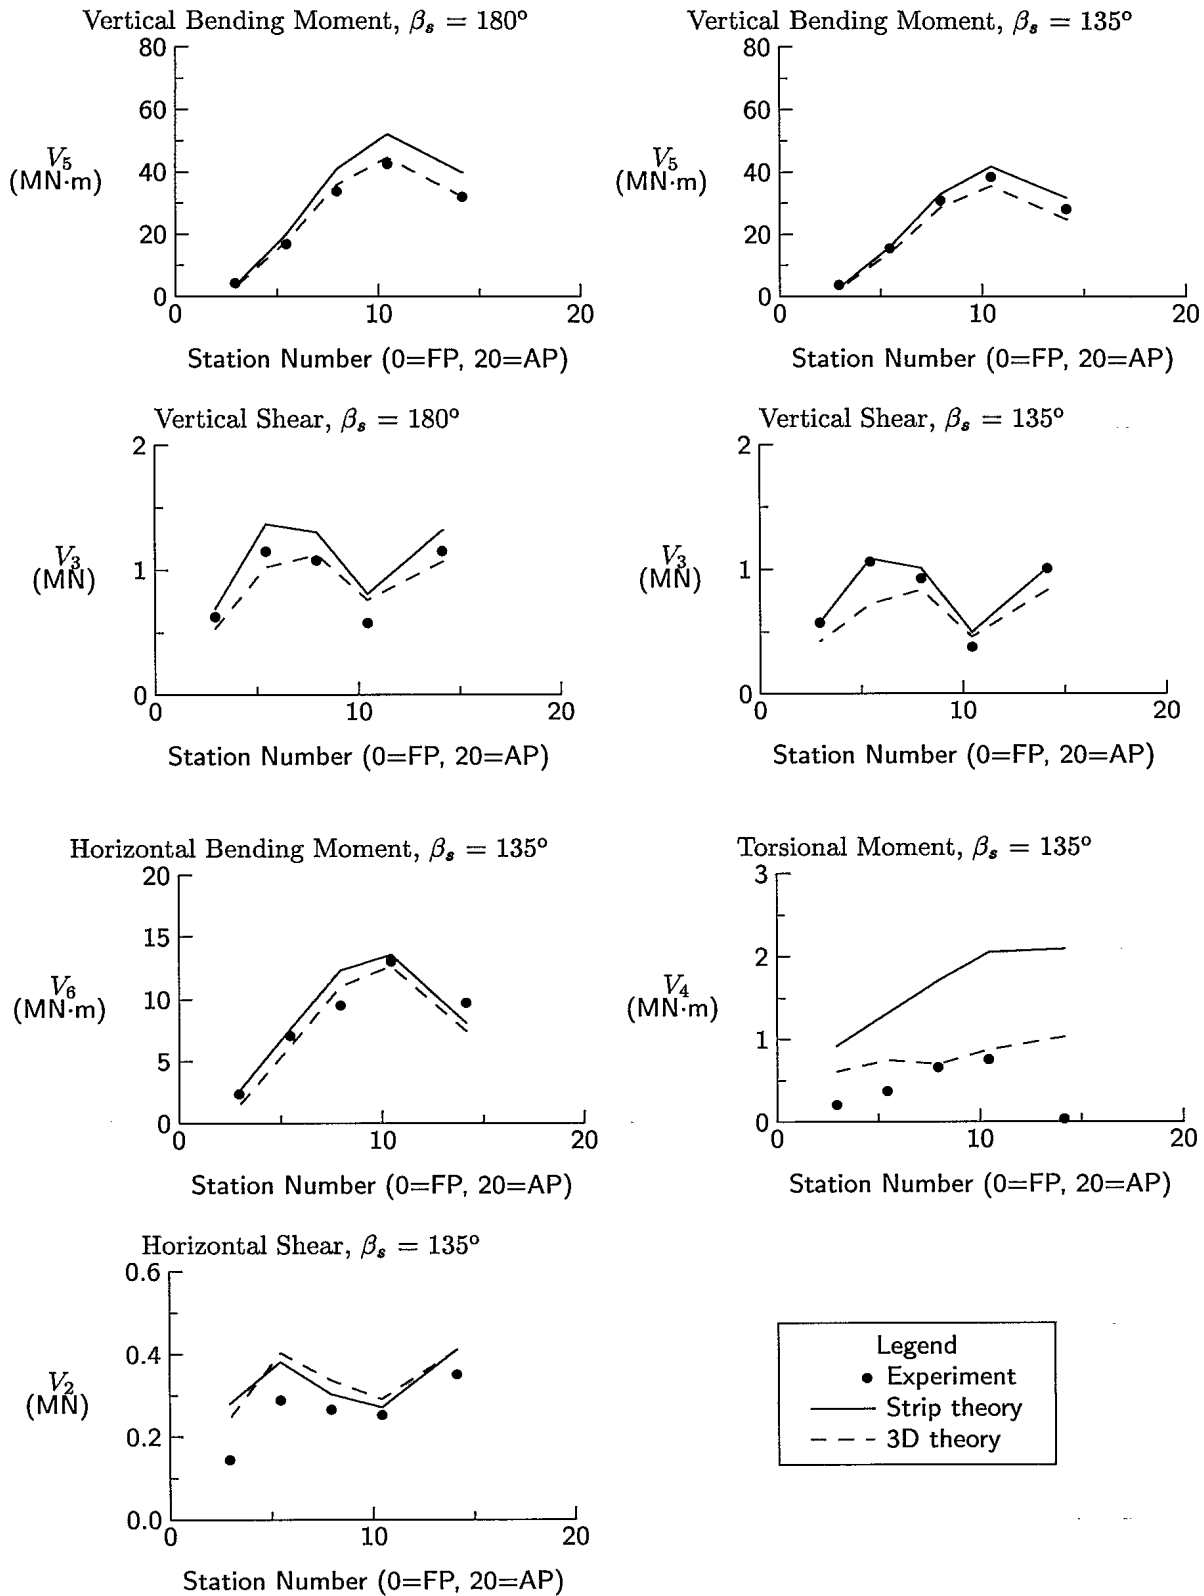 Vertical Bending Moment, βs = 180°
80
60
40
20
0
V5
(MN·m)
0 10 20
Station Number (0=FP, 20=AP)
Vertical Bending Moment, βs = 135°
80
60
40
20
0
V5
(MN·m)
0 10 20
Station Number (0=FP, 20=AP)
Vertical Shear, βs = 180°
2
1
0
V3
(MN)
0 10 20
Station Number (0=FP, 20=AP)
Vertical Shear, βs = 135°
2
1
0
V3
(MN)
0 10 20
Station Number (0=FP, 20=AP)
Horizontal Bending Moment, βs = 135°
20
15
10
5
0
V6
(MN·m)
0 10 20
Station Number (0=FP, 20=AP)
Torsional Moment, βs = 135°
3
2
1
0
V4
(MN·m)
0 10 20
Station Number (0=FP, 20=AP)
Horizontal Shear, βs = 135°
0.6
0.4
0.2
0.0
V2
(MN)
0 10 20
Station Number (0=FP, 20=AP)
Legend
Experiment
Strip theory
3D theory